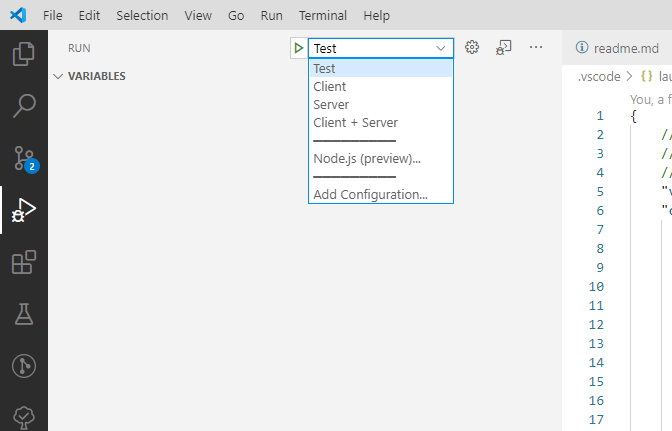 File Edit Selection View Go Run Terminal Help
RUN
Test
readme.md
VARIABLES
.vscode > {} lau
Test
Client
Server
Client + Server
Node.js (preview)...
Add Configuration...
2
You, a f
1 {
2 //
3 //
4 //
5 "v
6 "c
7
8
9
10
11
12
13
14
15
16
17